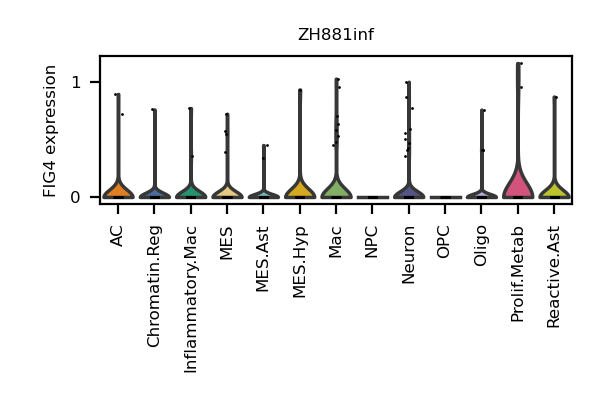 ZH881inf
FIG4 expression
1
0
AC
Chromatin.Reg
Inflammatory.Mac
MES
MES.Ast
MES.Hyp
Mac
NPC
Neuron
OPC
Oligo
Prolif.Metab
Reactive.Ast